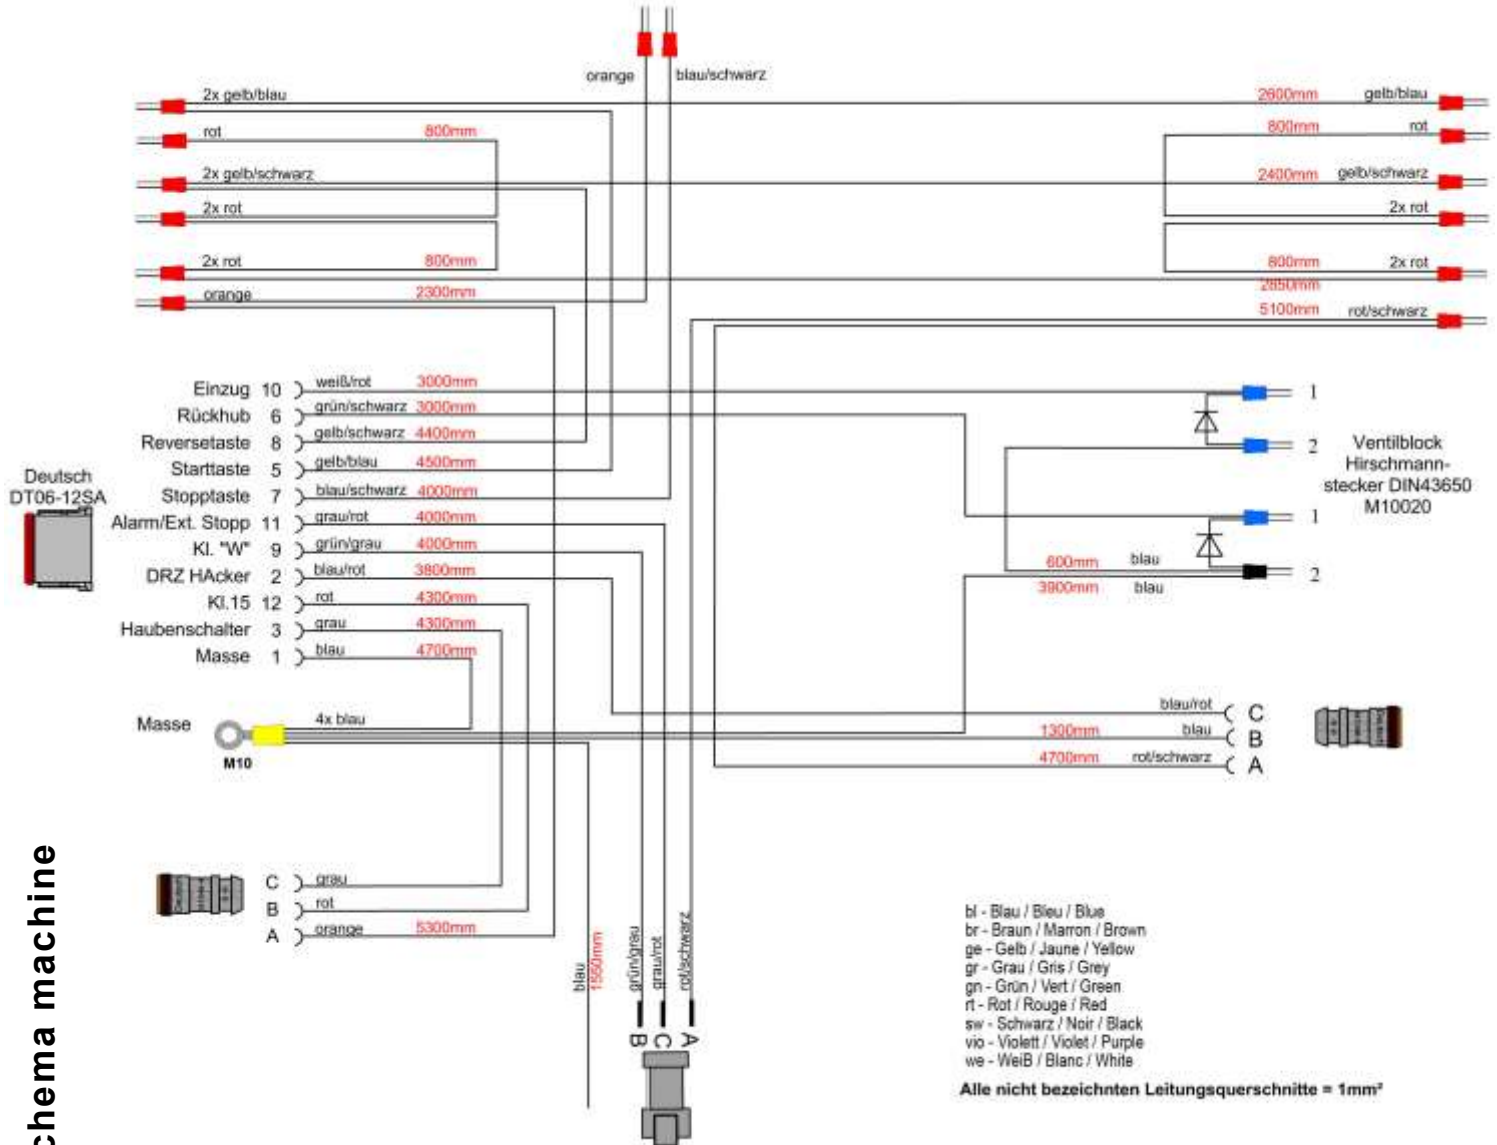 orange
blau/schwarz
2x gelb/blau
2600mm
gelb/blau
rot
800mm
800mm
rot
2x gelb/schwarz
2400mm
gelb/schwarz
2x rot
2x rot
2x rot
800mm
800mm
2x rot
orange
2300mm
2850mm
5100mm
rot/schwarz
Einzug 10 weiß/rot 3000mm
Rückhub 6 grün/schwarz 3000mm
Reversetaste 8 gelb/schwarz 4400mm
Starttaste 5 gelb/blau 4500mm
Stopptaste 7 blau/schwarz 4000mm
Alarm/Ext. Stopp 11 grau/rot 4000mm
Kl. "W" 9 grün/grau 4000mm
DRZ HAcker 2 blau/rot 3800mm
Kl.15 12 rot 4300mm
Haubenschalter 3 grau 4300mm
Masse 1 blau 4700mm
Deutsch
DT06-12SA
1
2
1
2
Ventilblock
Hirschmann-
stecker DIN43650
M10020
600mm blau
3900mm blau
Masse
4x blau
M10
blau/rot C
1300mm blau B
4700mm rot/schwarz A
C grau
B rot
A orange 5300mm
blau
1550mm
grün/grau
grau/rot
rot/schwarz
B
C
A
chema machine
bl - Blau / Bleu / Blue
br - Braun / Marron / Brown
ge - Gelb / Jaune / Yellow
gr - Grau / Gris / Grey
gn - Grün / Vert / Green
rt - Rot / Rouge / Red
sw - Schwarz / Noir / Black
vio - Violett / Violet / Purple
we - WeiB / Blanc / White
Alle nicht bezeichnten Leitungsquerschnitte = 1mm²